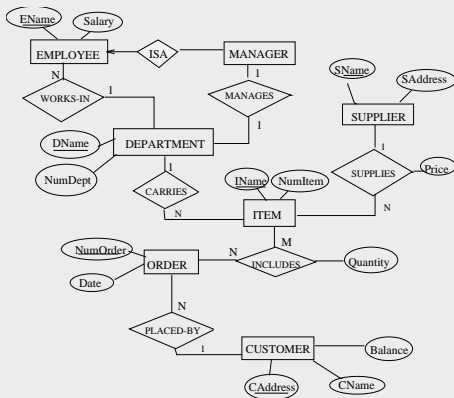 EName
Salary
EMPLOYEE
ISA
MANAGER
N
1
WORKS-IN
1
MANAGES
SName
SAddress
SUPPLIER
DName
DEPARTMENT
1
NumDept
1
1
CARRIES
IName
NumItem
SUPPLIES
Price
N
ITEM
N
NumOrder
M
ORDER
N
INCLUDES
Quantity
Date
N
PLACED-BY
1
CUSTOMER
Balance
CAddress
CName